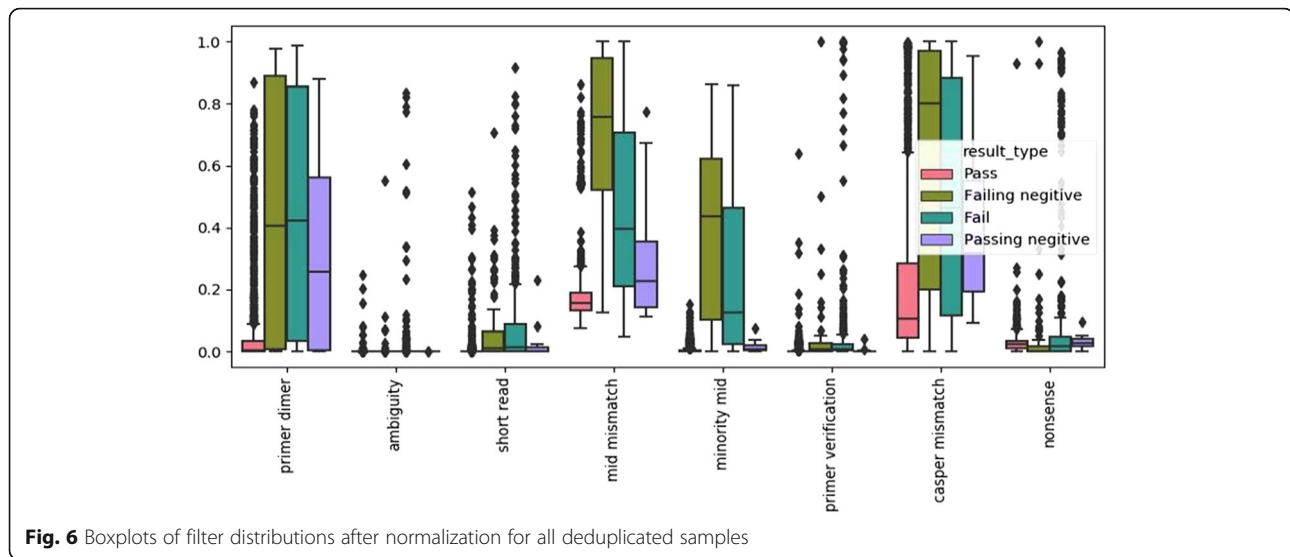 1.0
0.8
0.6
0.4
0.2
0.0
result_type
Pass
Failing negitive
Fail
Passing negitive
primer dimer
ambiguity
short read
mid mismatch
minority mid
primer verification
casper mismatch
nonsense
Fig. 6 Boxplots of filter distributions after normalization for all deduplicated samples